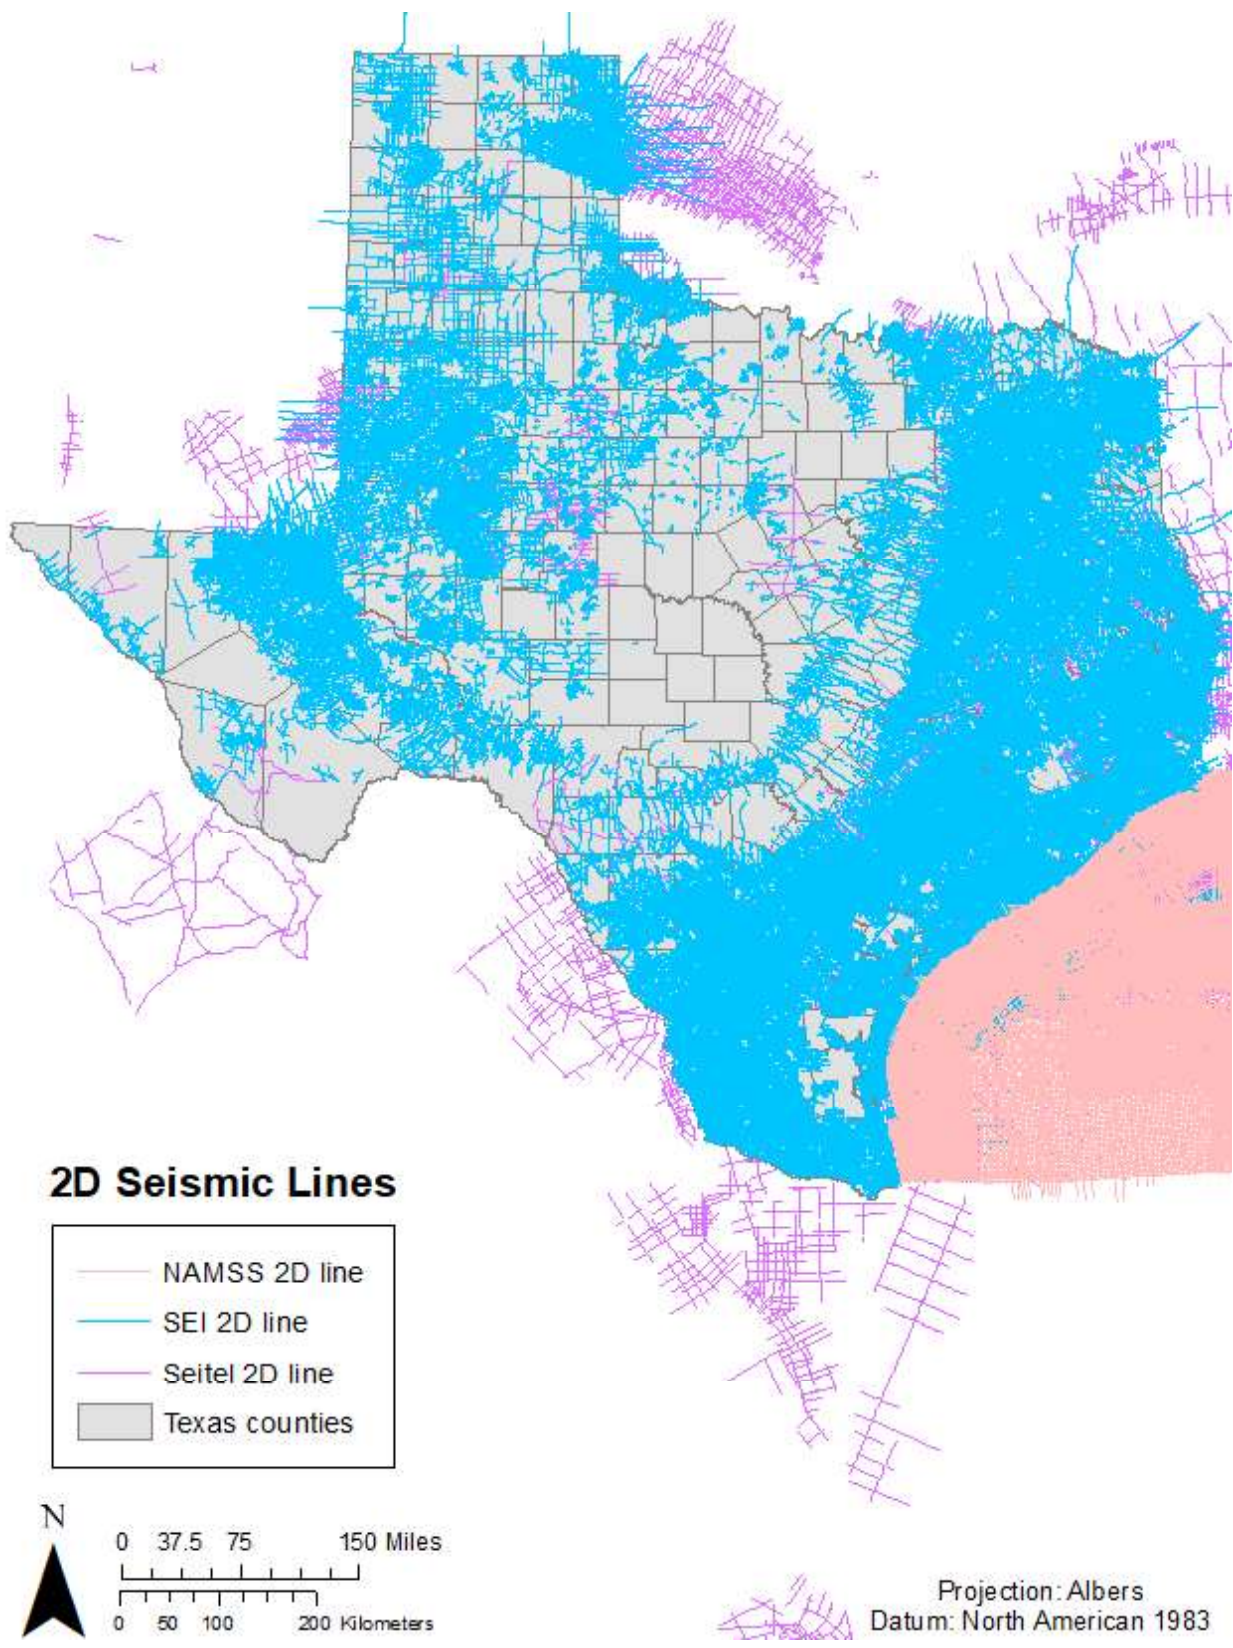 2D Seismic Lines
NAMSS 2D line
SEI 2D line
Seitel 2D line
Texas counties
N
0 37.5 75 150 Miles
0 50 100 200 Kilometers
Projection: Albers
Datum: North American 1983